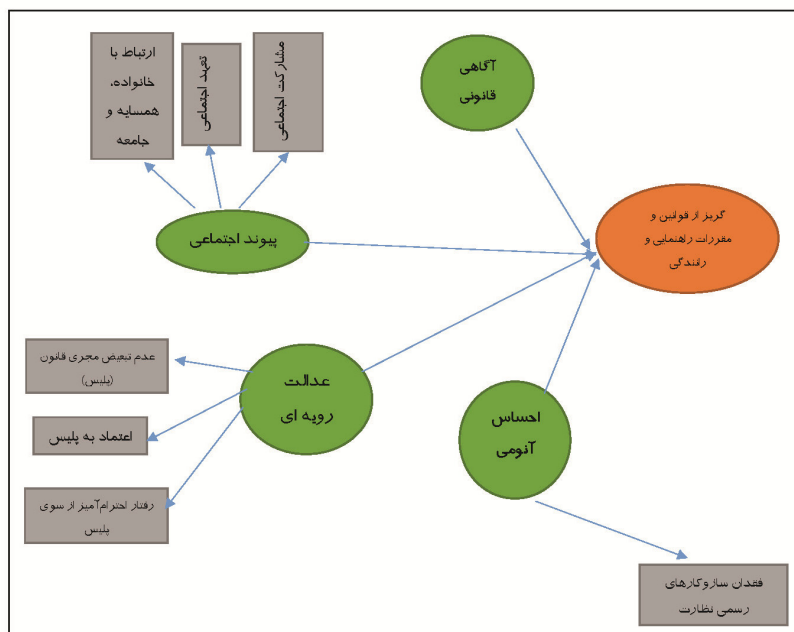 ارتباط با
خانواده،
همسایه و
جامعه
تعهد اجتماعی
مشارکت اجتماعی
آگاهی
قانونی
پیوند اجتماعی
گریز از قوانین و
مقررات راهنمایی و
رانندگی
عدم تبعیض مجری قانون
(پلیس)
عدالت
رویه ای
اعتماد به پلیس
احساس
آنومی
رفتار احترام‌آمیز از سوی
پلیس
فقدان سازوکارهای
رسمی نظارت